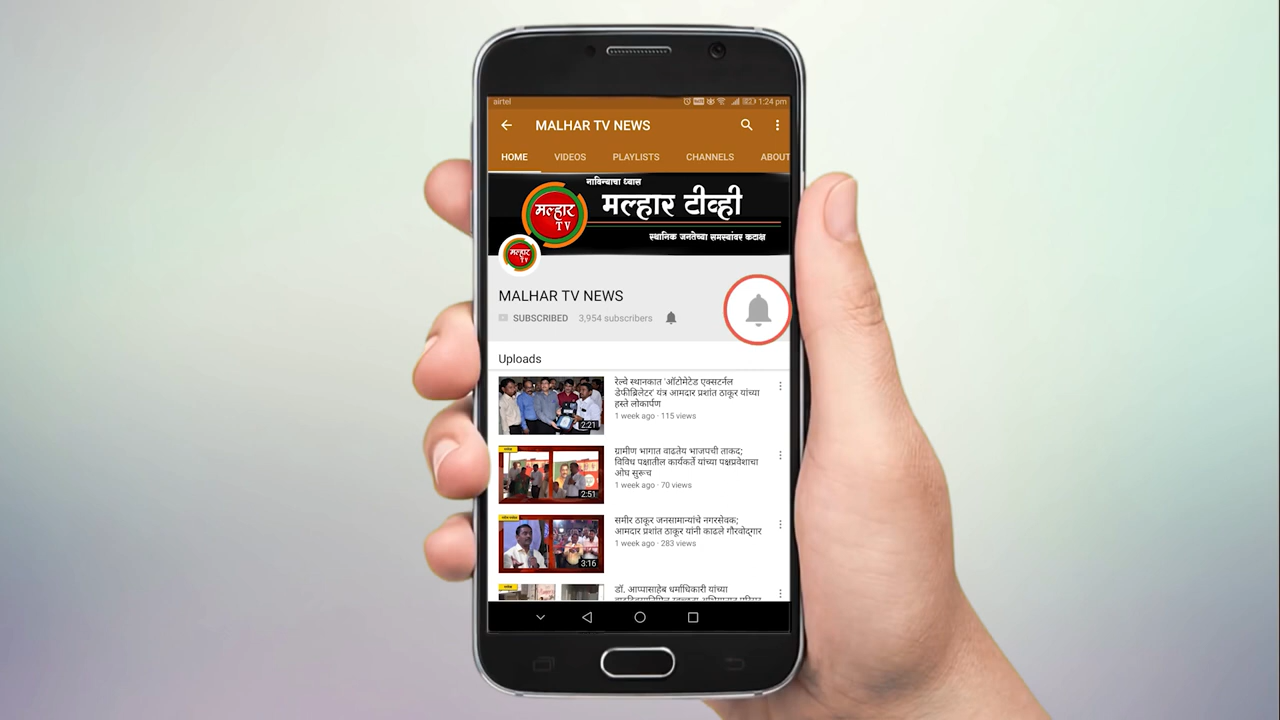 airtel
1:24 pm
MALHAR TV NEWS
HOME VIDEOS PLAYLISTS CHANNELS ABOUT
नाविन्याचा ध्यास
मल्हार TV
मल्हार टीव्ही
स्थानिक जनतेच्या समस्यांवर कटाक्ष
मल्हार TV
MALHAR TV NEWS
SUBSCRIBED 3,954 subscribers
Uploads
रेल्वे स्थानकात 'ऑटोमेटेड एक्सटर्नल
डेफीब्रिलेटर' यंत्र आमदार प्रशांत ठाकूर यांच्या
हस्ते लोकार्पण
1 week ago · 115 views
2:21
ग्रामीण भागात वाढतेय भाजपची ताकद;
विविध पक्षातील कार्यकर्ते यांच्या पक्षप्रवेशाचा
ओघ सुरूच
1 week ago · 70 views
2:51
समीर ठाकूर जनसामान्यांचे नगरसेवक;
आमदार प्रशांत ठाकूर यांनी काढले गौरवोद्गार
1 week ago · 283 views
3:16
डॉ. आप्पासाहेब धर्माधिकारी यांच्या